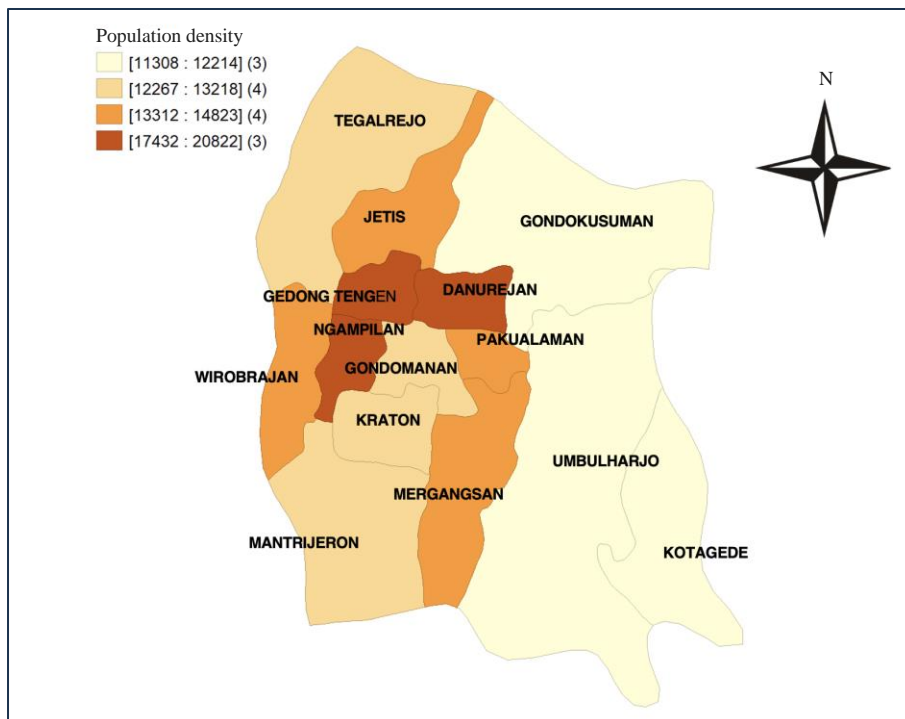 Population density
[11308 : 12214] (3)
[12267 : 13218] (4)
[13312 : 14823] (4)
[17432 : 20822] (3)
N
TEGALREJO
JETIS
GONDOKUSUMAN
GEDONG TENGEN
DANUREJAN
NGAMPILAN
PAKUALAMAN
GONDOMANAN
WIROBRAJAN
KRATON
UMBULHARJO
MERGANGSAN
MANTRIJERON
KOTAGEDE